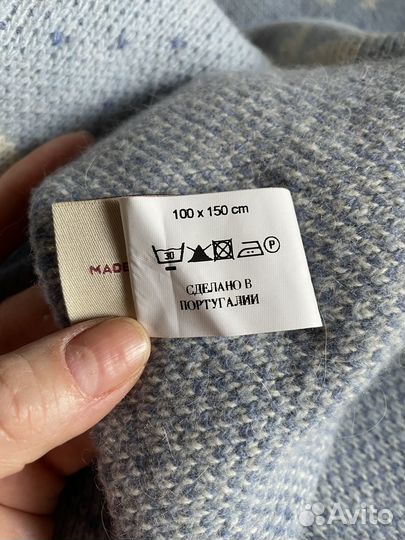 100 x 150 cm
30 P
MADE
СДЕЛАНО В
ПОРТУГАЛИИ
Avito